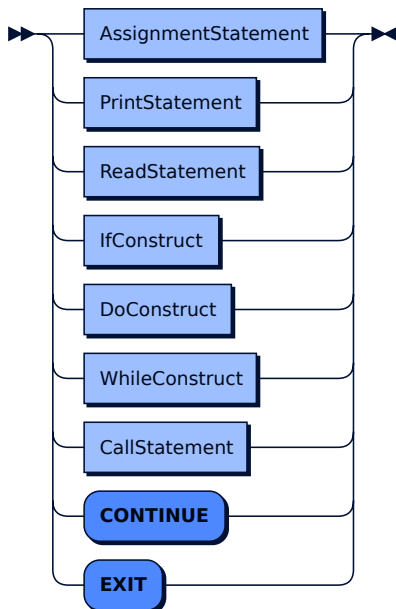 AssignmentStatement
PrintStatement
ReadStatement
IfConstruct
DoConstruct
WhileConstruct
CallStatement
CONTINUE
EXIT